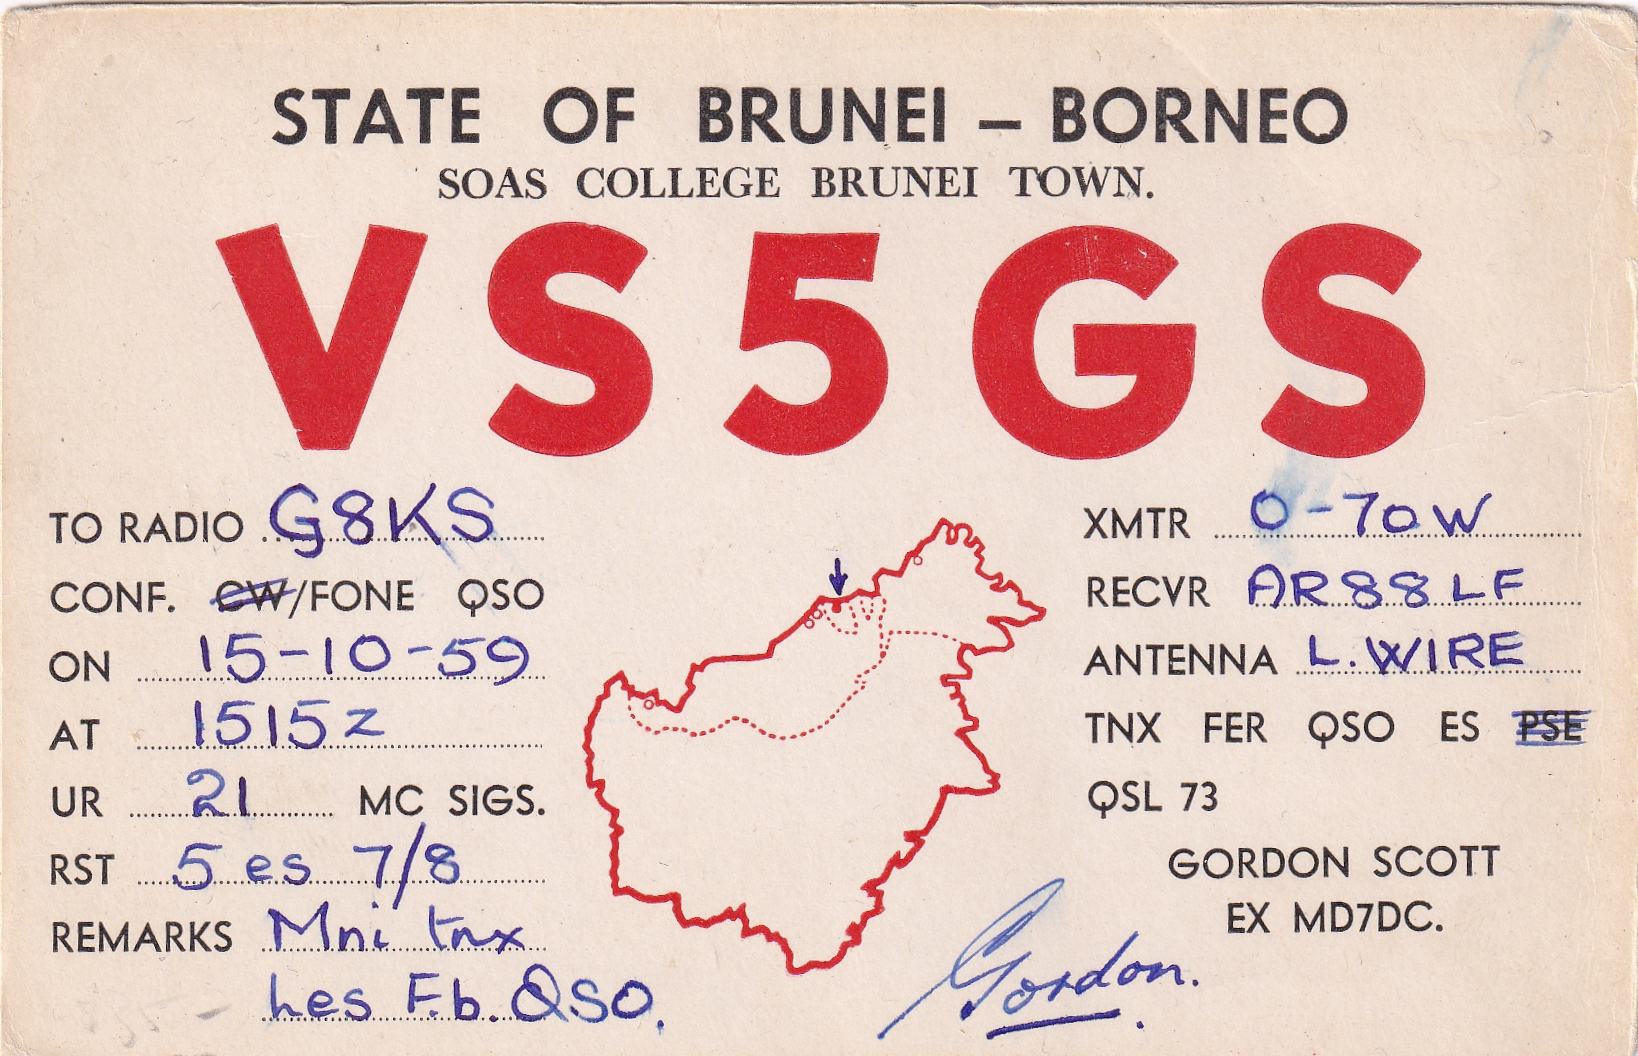 STATE OF BRUNEI – BORNEO
SOAS COLLEGE BRUNEI TOWN.
VS5GS
TO RADIO G8KS
CONF. CW/FONE QSO
ON 15-10-59
AT 1515z
UR 21 MC SIGS.
RST 5 es 7/8
REMARKS Mni tnx
hes F.b. QSO.
XMTR 0-70W
RECVR AR88LF
ANTENNA L.WIRE
TNX FER QSO ES PSE
QSL 73
GORDON SCOTT
EX MD7DC.
Gordon.